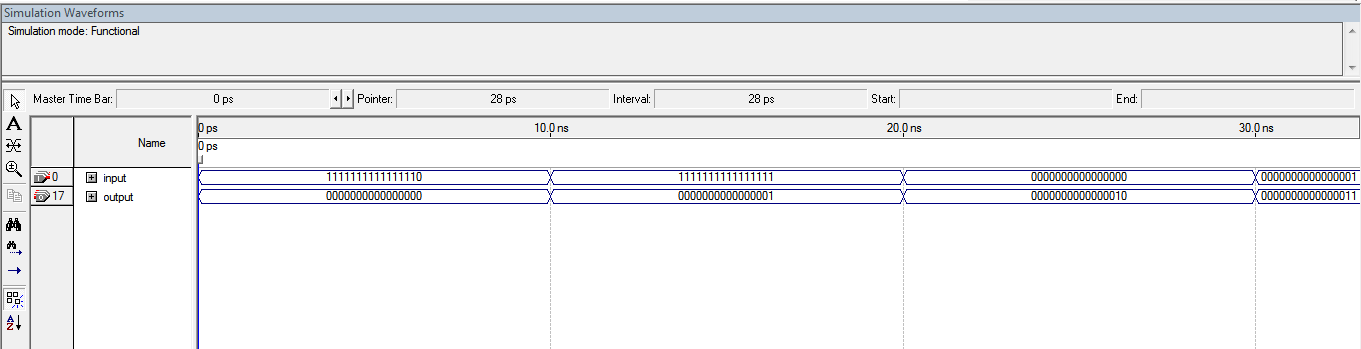 Simulation Waveforms
Simulation mode: Functional
Master Time Bar: 0 ps Pointer: 28 ps Interval: 28 ps Start: End:
Name
0 ps 10.0 ns 20.0 ns 30.0 ns
0 ps
0 input 1111111111111110 1111111111111111 0000000000000000 0000000000000001
17 output 0000000000000000 0000000000000001 0000000000000010 0000000000000011